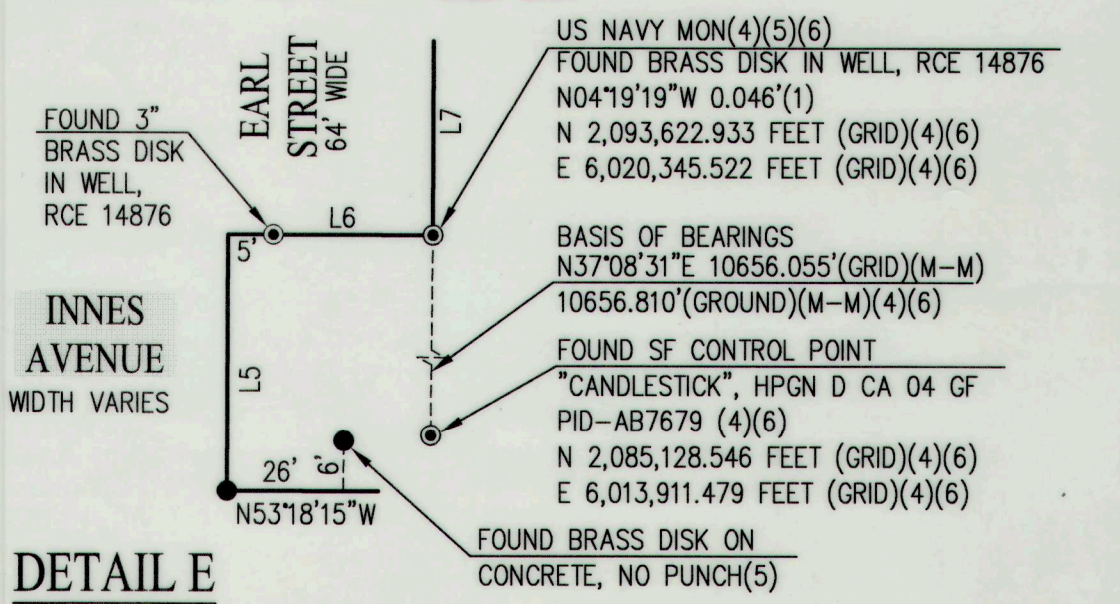 US NAVY MON(4)(5)(6)
FOUND BRASS DISK IN WELL, RCE 14876
N04°19'19"W 0.046'(1)
N 2,093,622.933 FEET (GRID)(4)(6)
E 6,020,345.522 FEET (GRID)(4)(6)
EARL
STREET
64' WIDE
L7
FOUND 3"
BRASS DISK
IN WELL,
RCE 14876
L6
5'
BASIS OF BEARINGS
N37°08'31"E 10656.055'(GRID)(M-M)
10656.810'(GROUND)(M-M)(4)(6)
INNES
AVENUE
WIDTH VARIES
L5
FOUND SF CONTROL POINT
"CANDLESTICK", HPGN D CA 04 GF
PID-AB7679 (4)(6)
N 2,085,128.546 FEET (GRID)(4)(6)
E 6,013,911.479 FEET (GRID)(4)(6)
26'
6'
N53°18'15"W
FOUND BRASS DISK ON
CONCRETE, NO PUNCH(5)
DETAIL E